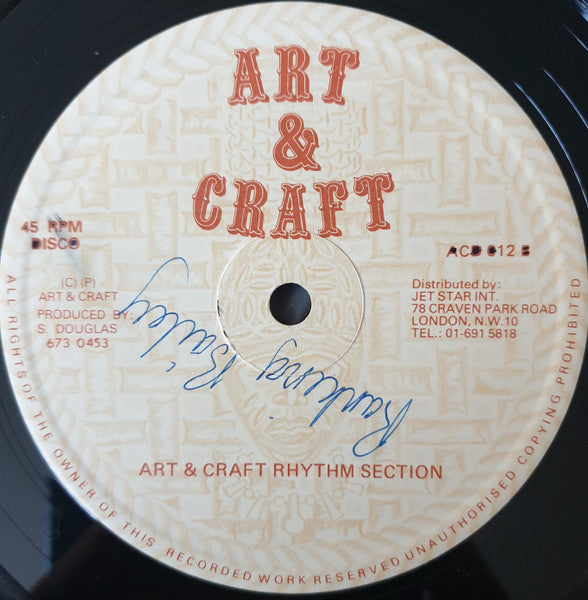 ART
&
CRAFT
45 RPM
DISCO
ACD 012 B
(C) (P)
ART & CRAFT
PRODUCED BY:
S. DOUGLAS
673 0453
Distributed by:
JET STAR INT.
78 CRAVEN PARK ROAD
LONDON, N.W.10
TEL.: 01-691 5818
Bailey
ART & CRAFT RHYTHM SECTION
ALL RIGHTS OF THE OWNER OF THIS RECORDED WORK RESERVED UNAUTHORISED COPYING PROHIBITED